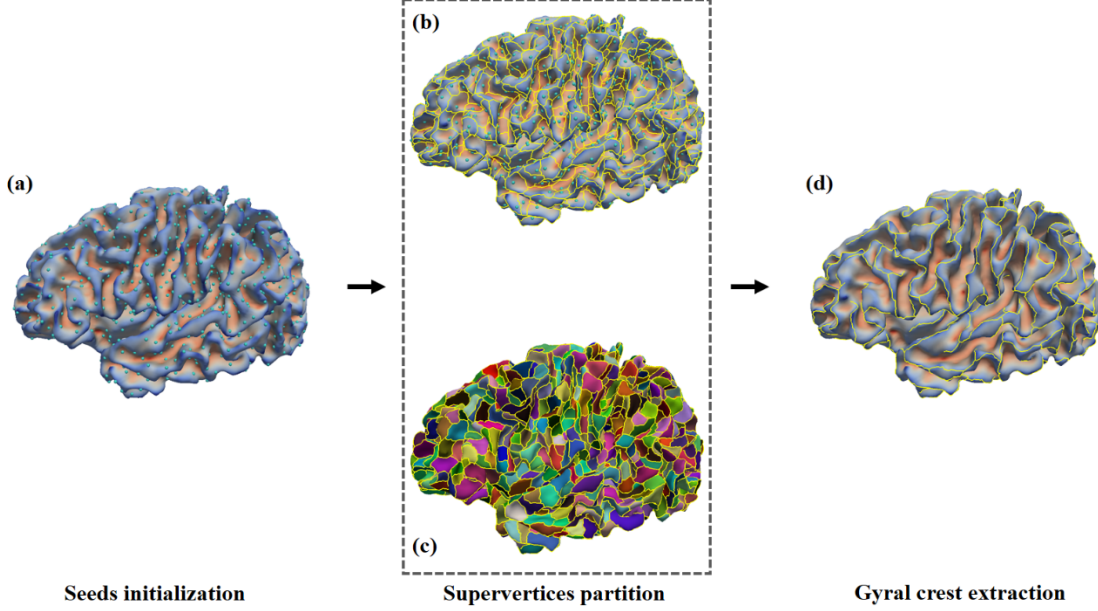 (b)
(a)
(d)
(c)
Seeds initialization
Supervertices partition
Gyral crest extraction